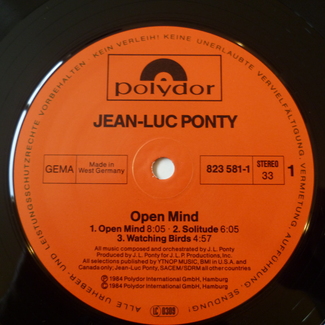 KEIN VERLEIH! KEINE UNERLAUBTE VERVIELFÄLTIGUNG, VERMIETUNG, AUFFÜHRUNG, SENDUNG!
ALLE URHEBER- UND LEISTUNGSSCHUTZRECHTE VORBEHALTEN
polydor
JEAN-LUC PONTY
GEMA
Made in
West Germany
823 581-1
STEREO
33
1
Open Mind
1. Open Mind 8:05 · 2. Solitude 6:05
3. Watching Birds 4:57
All music composed and orchestrated by J. L. Ponty
Produced by J. L. Ponty for J. L. P. Productions, Inc.
All selections published by YTNOP MUSIC, BMI in U.S.A. and
Canada only; Jean-Luc Ponty, SACEM/SDRM all other countries
℗ 1984 Polydor International GmbH, Hamburg
© 1984 Polydor International GmbH, Hamburg
LC 0309